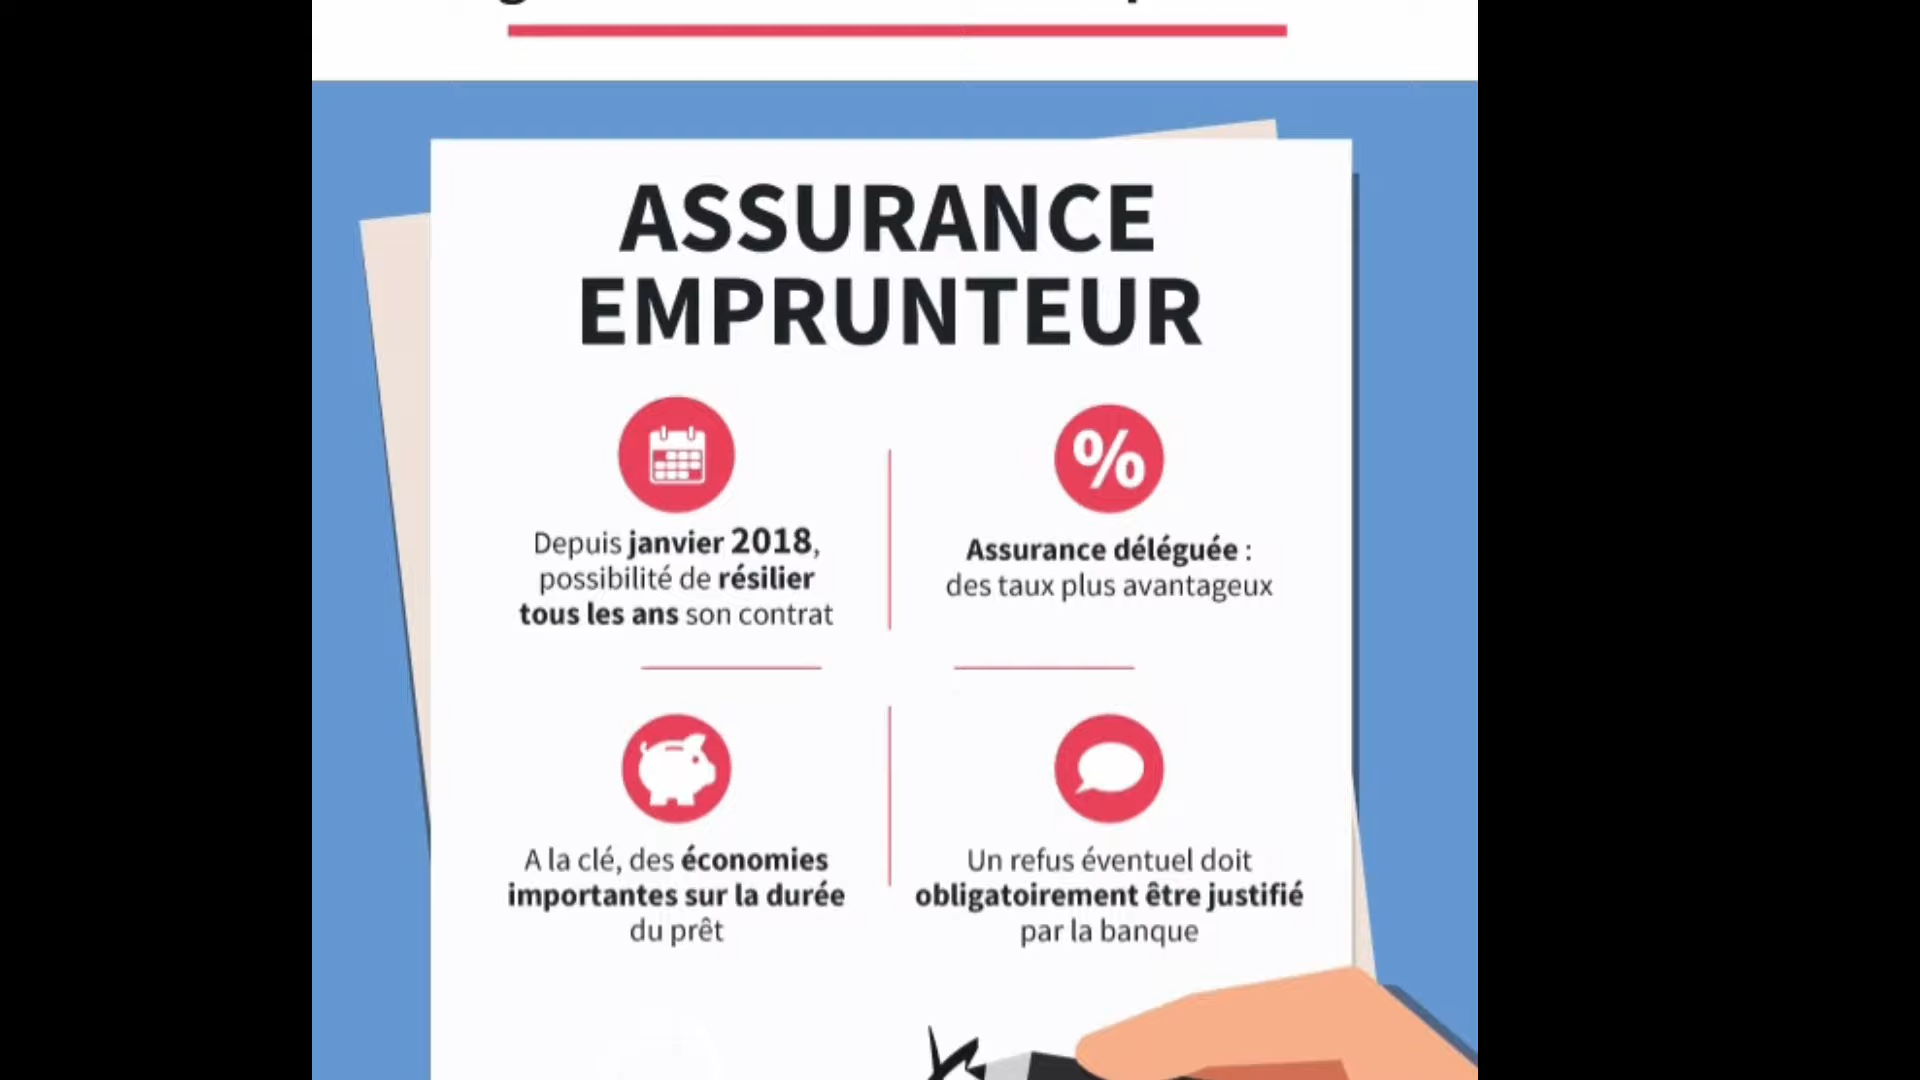 ASSURANCE
EMPRUNTEUR
%
Depuis janvier 2018,
possibilité de résilier
tous les ans son contrat
Assurance déléguée :
des taux plus avantageux
A la clé, des économies
importantes sur la durée
du prêt
Un refus éventuel doit
obligatoirement être justifié
par la banque